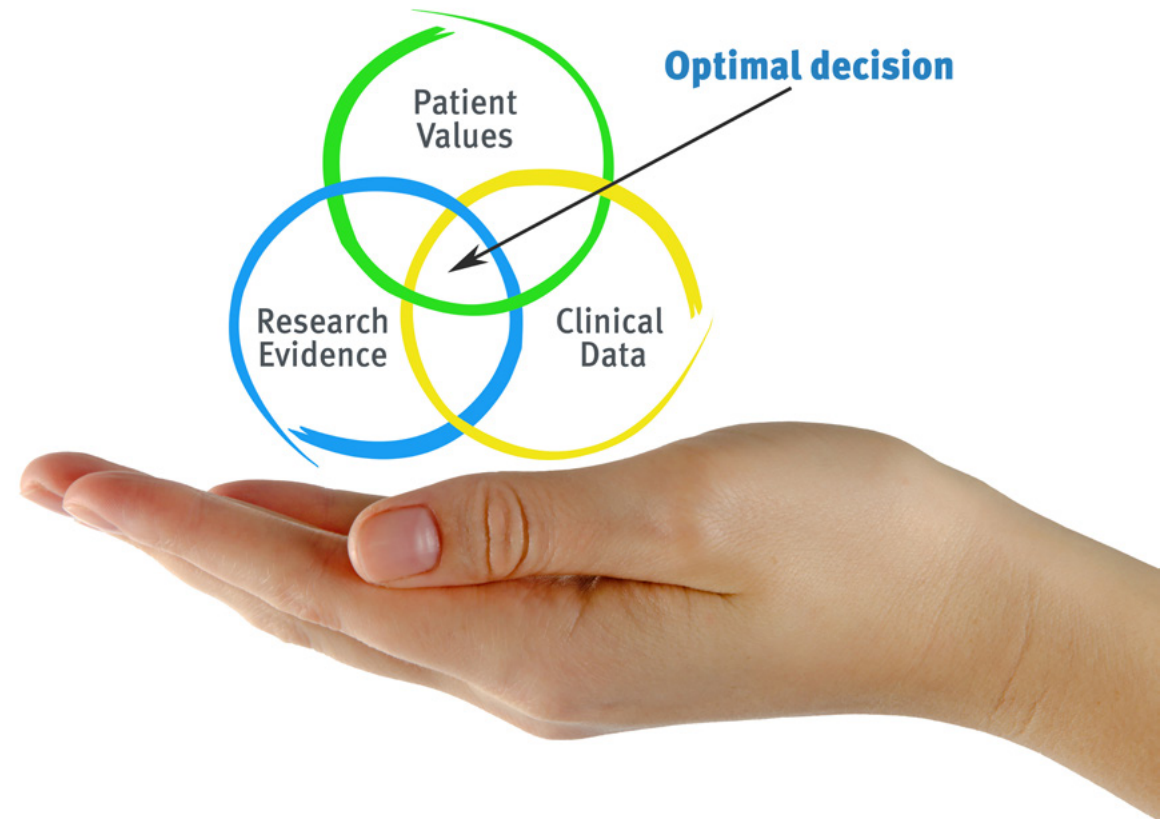 Optimal decision
Patient
Values
Research
Evidence
Clinical
Data